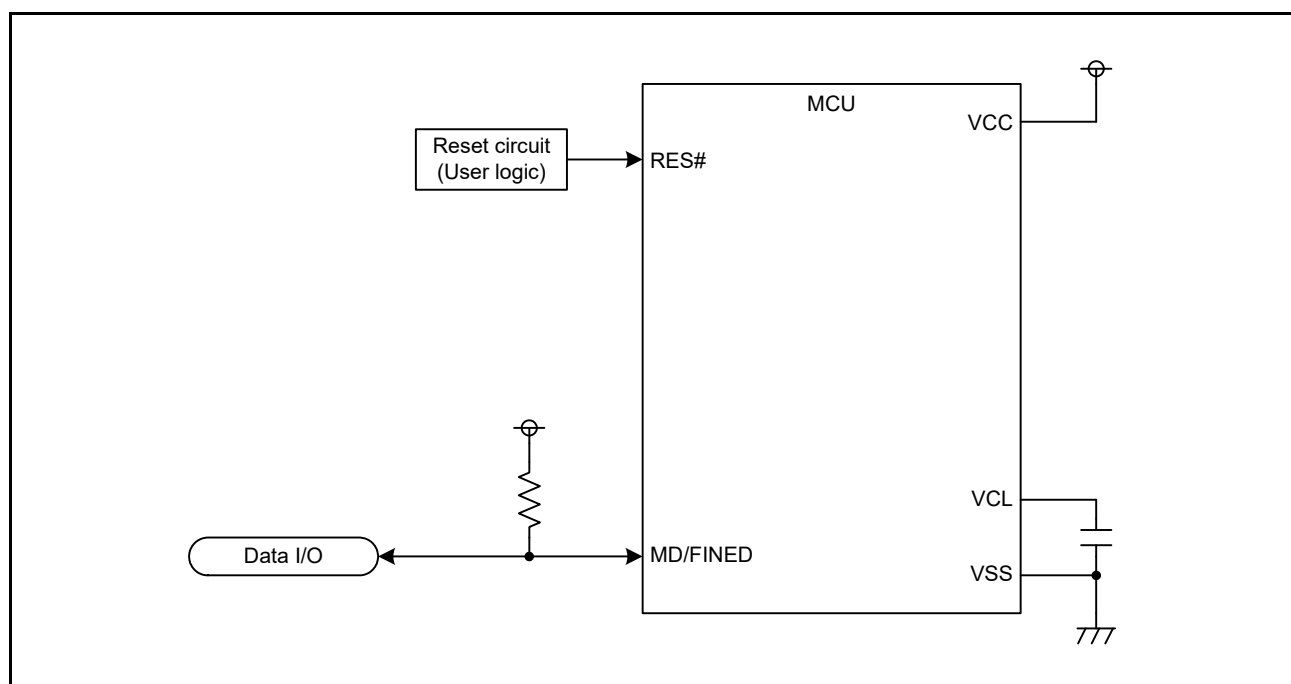 MCU
VCC
Reset circuit
(User logic)
RES#
VCL
Data I/O
MD/FINED
VSS